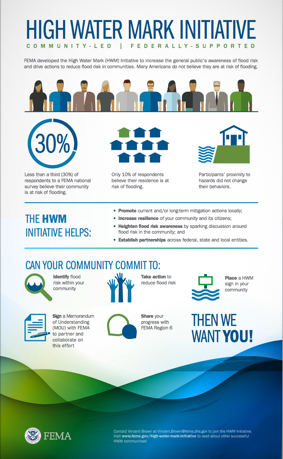 HIGH WATER MARK INITIATIVE
COMMUNITY-LED | FEDERALLY-SUPPORTED
FEMA developed the High Water Mark (HWM) Initiative to increase the general public's awareness of flood risk
and drive actions to reduce flood risk in communities. Many Americans do not believe they are at risk of flooding.
30%
Less than a third (30%) of
respondents to a FEMA national
survey believe their community
is at risk of flooding.
Only 10% of respondents
believe their residence is at
risk of flooding.
Participants' proximity to
hazards did not change
their behaviors.
THE HWM
INITIATIVE HELPS:
• Promote current and/or longterm mitigation actions locally;
• Increase resilience of your community and its citizens;
• Heighten flood risk awareness by sparking discussion around
flood risk in the community; and
• Establish partnerships across federal, state and local entities.
CAN YOUR COMMUNITY COMMIT TO:
Identify flood
risk within your
community
Take action to
reduce flood risk
Place a HWM
sign in your
community
Sign a Memorandum
of Understanding
(MOU) with FEMA
to partner and
collaborate on
this effort
Share your
progress with
FEMA Region 6
THEN WE
WANT YOU!
FEMA
Contact Vincent Brown at Vincent.Brown@fema.dhs.gov to join the HWM Initiative.
Visit www.fema.gov/high-water-mark-initiative to read about other successful
HWM communities!